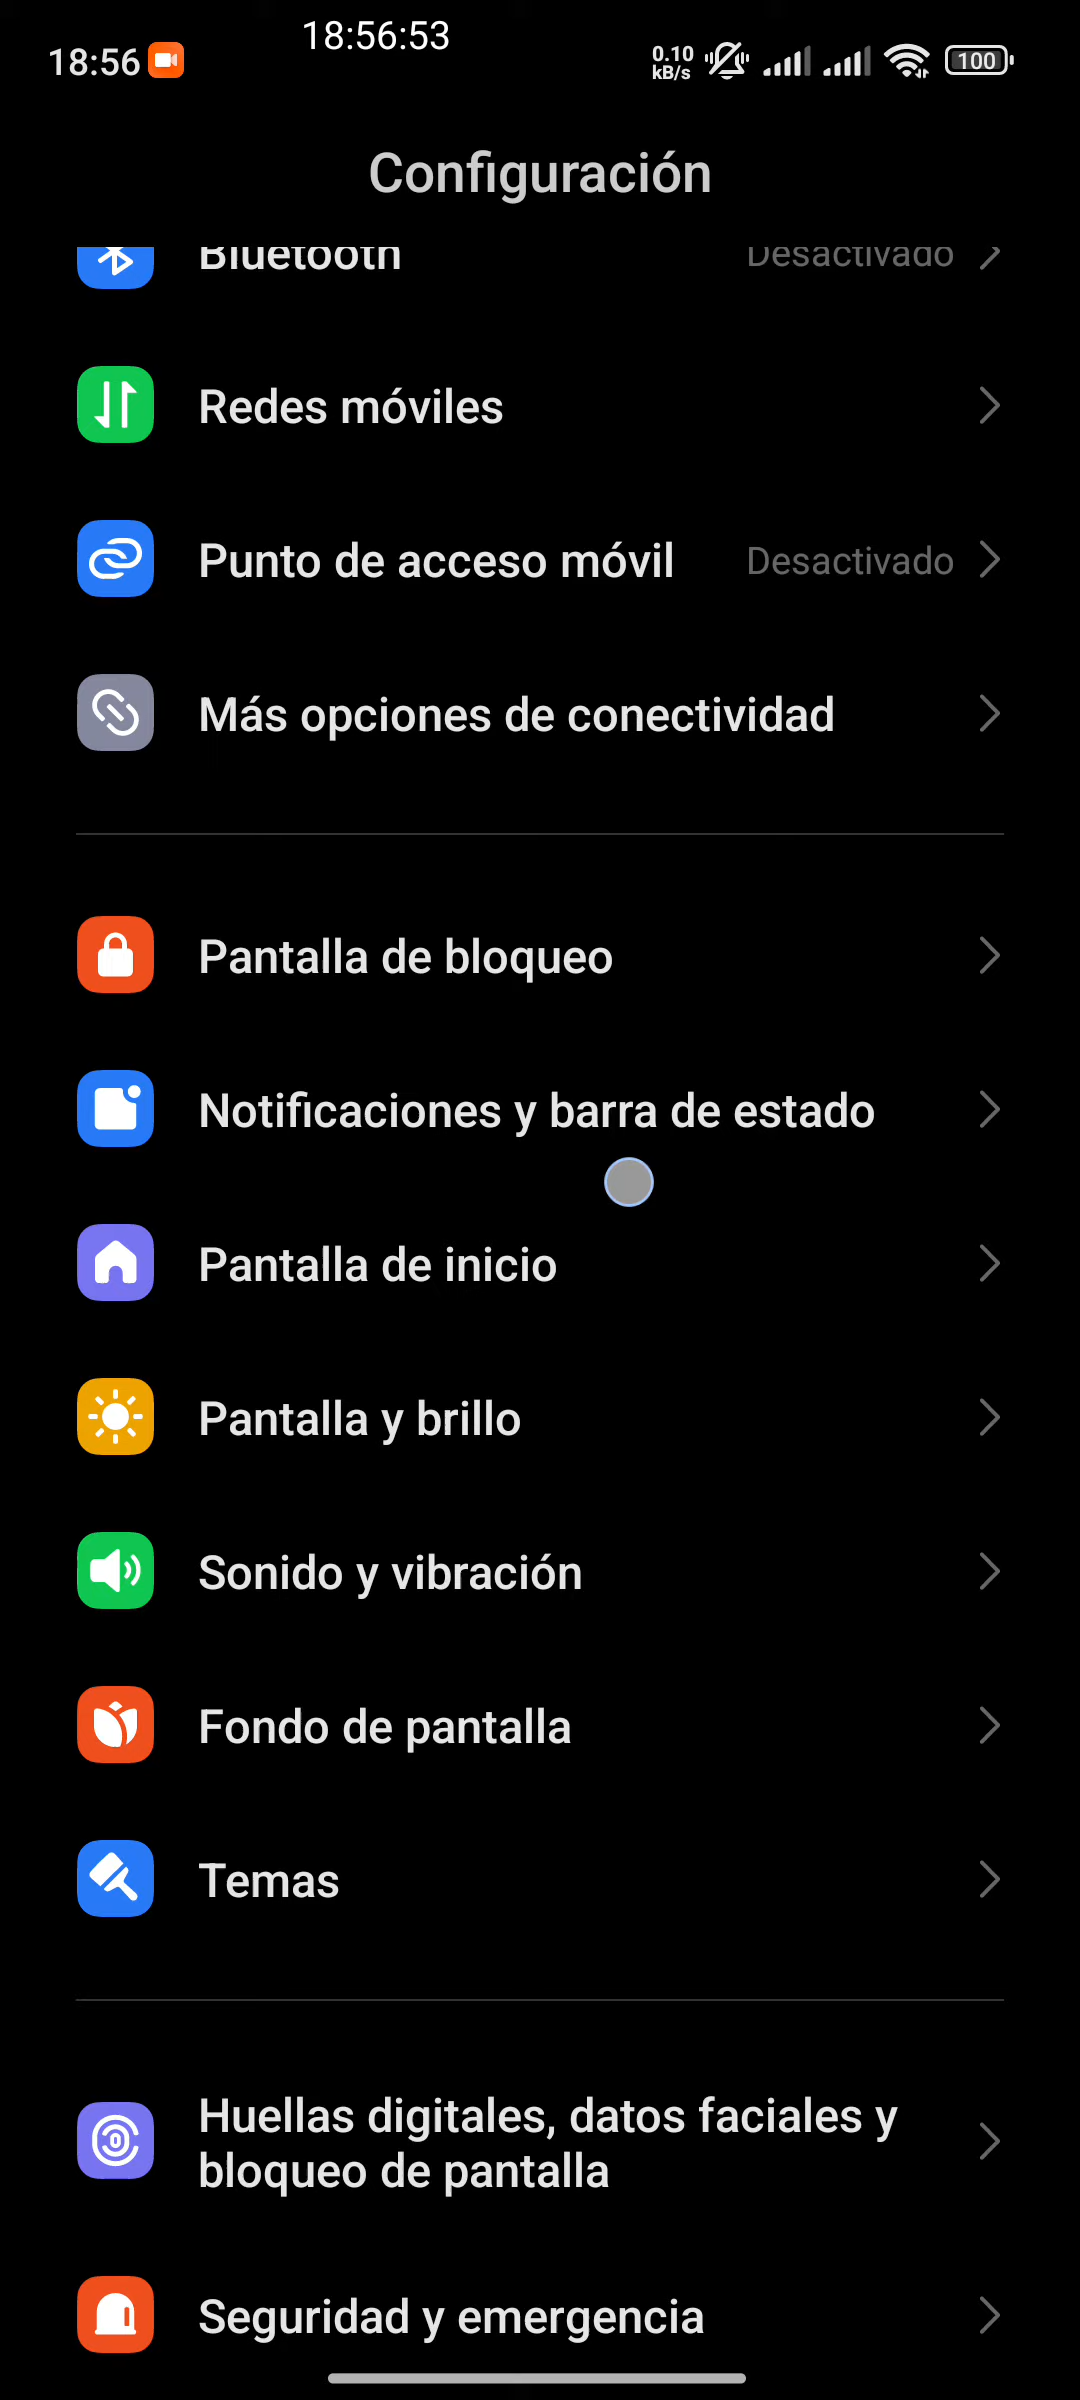 18:56
18:56:53
0.10
kB/s
100
Configuración
Bluetooth
Desactivado
Redes móviles
Punto de acceso móvil
Desactivado
Más opciones de conectividad
Pantalla de bloqueo
Notificaciones y barra de estado
Pantalla de inicio
Pantalla y brillo
Sonido y vibración
Fondo de pantalla
Temas
Huellas digitales, datos faciales y
bloqueo de pantalla
Seguridad y emergencia